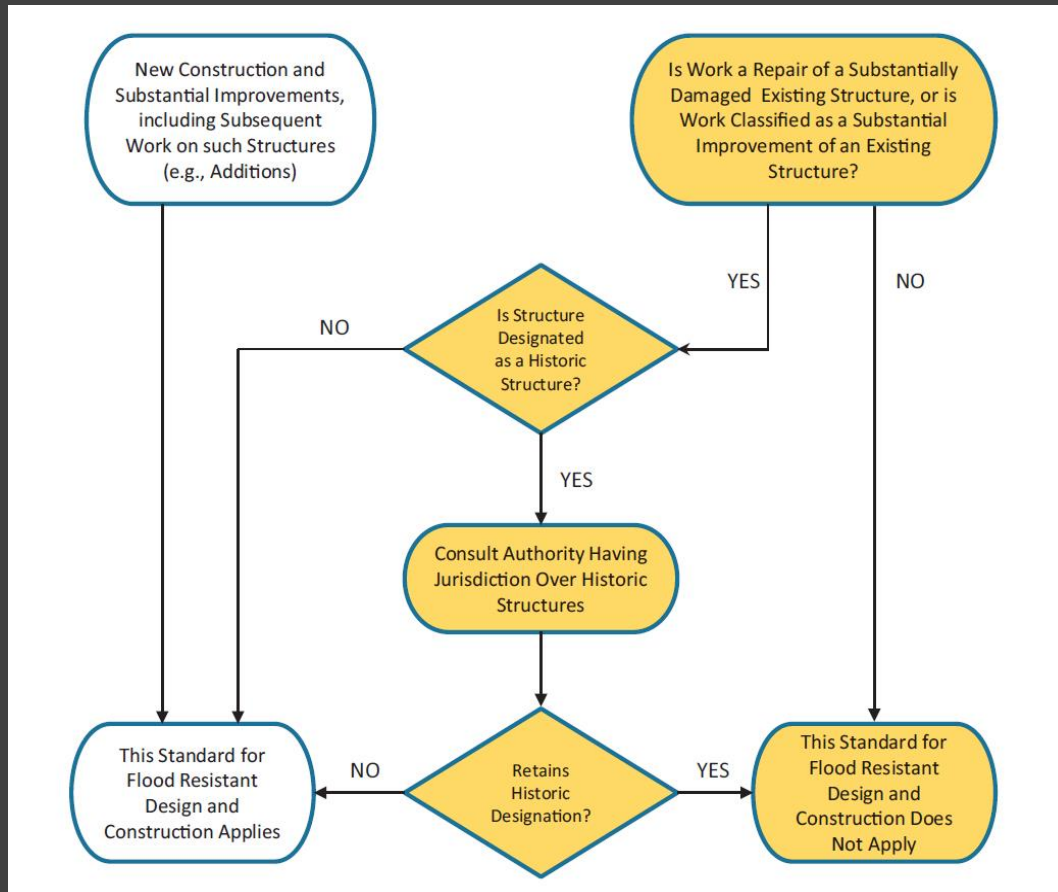 New Construction and
Substantial Improvements,
including Subsequent
Work on such Structures
(e.g., Additions)
Is Work a Repair of a Substantially
Damaged Existing Structure, or is
Work Classified as a Substantial
Improvement of an Existing
Structure?
YES
NO
NO
Is Structure
Designated
as a Historic
Structure?
YES
Consult Authority Having
Jurisdiction Over Historic
Structures
This Standard for
Flood Resistant
Design and
Construction Applies
NO
Retains
Historic
Designation?
YES
This Standard for
Flood Resistant
Design and
Construction Does
Not Apply